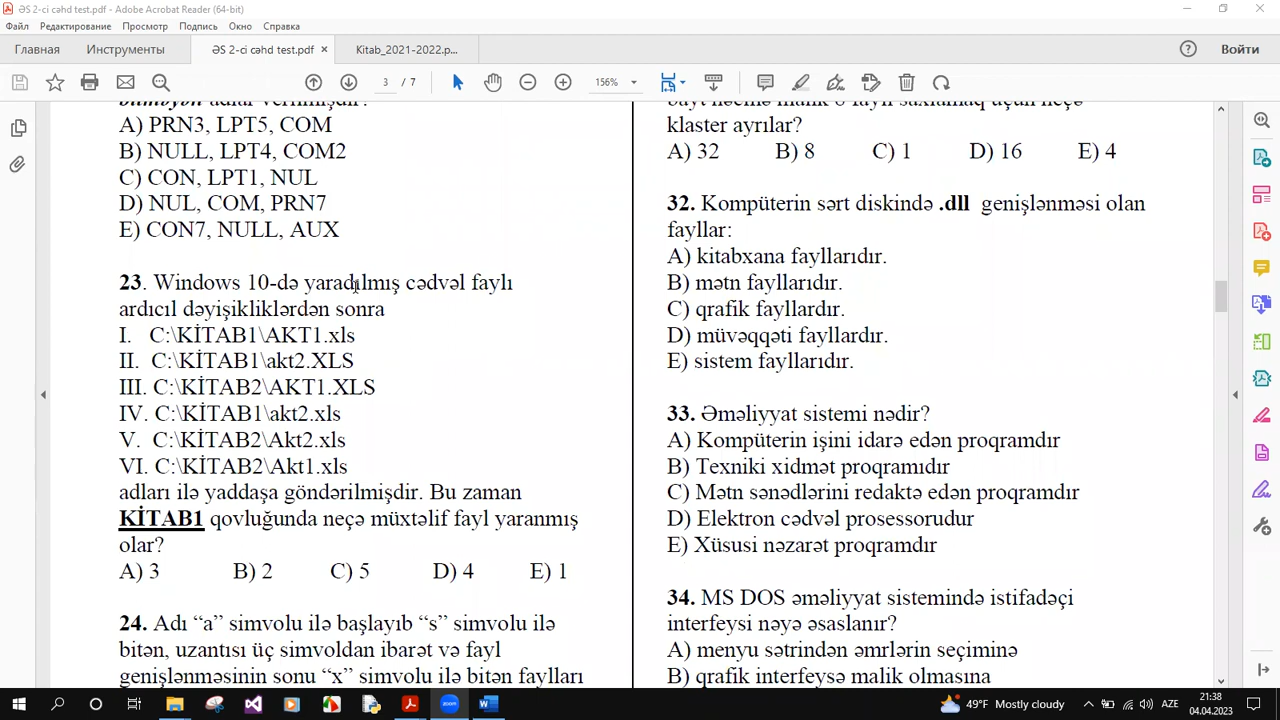 ƏS 2-ci cəhd test.pdf - Adobe Acrobat Reader (64-bit)
Файл Редактирование Просмотр Подпись Окно Справка
Главная Инструменты ƏS 2-ci cəhd test.pdf × Kitab_2021-2022.p... Войти
3 / 7 156%
A) PRN3, LPT5, COM
B) NULL, LPT4, COM2
C) CON, LPT1, NUL
D) NUL, COM, PRN7
E) CON7, NULL, AUX
23. Windows 10-də yaradılmış cədvəl faylı
ardıcıl dəyişikliklərdən sonra
I. C:\KİTAB1\AKT1.xls
II. C:\KİTAB1\akt2.XLS
III. C:\KİTAB2\AKT1.XLS
IV. C:\KİTAB1\akt2.xls
V. C:\KİTAB2\Akt2.xls
VI. C:\KİTAB2\Akt1.xls
adları ilə yaddaşa göndərilmişdir. Bu zaman
KİTAB1 qovluğunda neçə müxtəlif fayl yaranmış
olar?
A) 3 B) 2 C) 5 D) 4 E) 1
24. Adı “a” simvolu ilə başlayıb “s” simvolu ilə
bitən, uzantısı üç simvoldan ibarət və fayl
genişlənməsinin sonu “x” simvolu ilə bitən faylları
klaster ayrılar?
A) 32 B) 8 C) 1 D) 16 E) 4
32. Kompüterin sərt diskində .dll genişlənməsi olan
fayllar:
A) kitabxana fayllarıdır.
B) mətn fayllarıdır.
C) qrafik fayllardır.
D) müvəqqəti fayllardır.
E) sistem fayllarıdır.
33. Əməliyyat sistemi nədir?
A) Kompüterin işini idarə edən proqramdır
B) Texniki xidmət proqramıdır
C) Mətn sənədlərini redaktə edən proqramdır
D) Elektron cədvəl prosessorudur
E) Xüsusi nəzarət proqramdır
34. MS DOS əməliyyat sistemində istifadəçi
interfeysi nəyə əsaslanır?
A) menyu sətrindən əmrlərin seçiminə
B) qrafik interfeysə malik olmasına
49°F Mostly cloudy AZE 21:38
04.04.2023